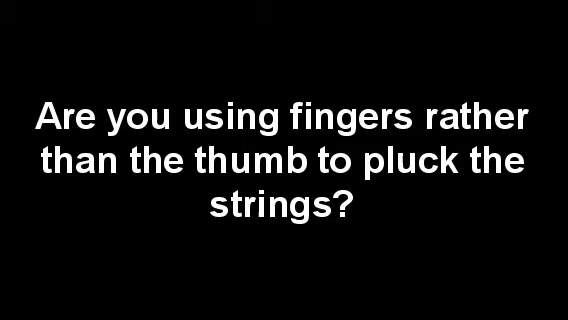 Are you using fingers rather
than the thumb to pluck the
strings?